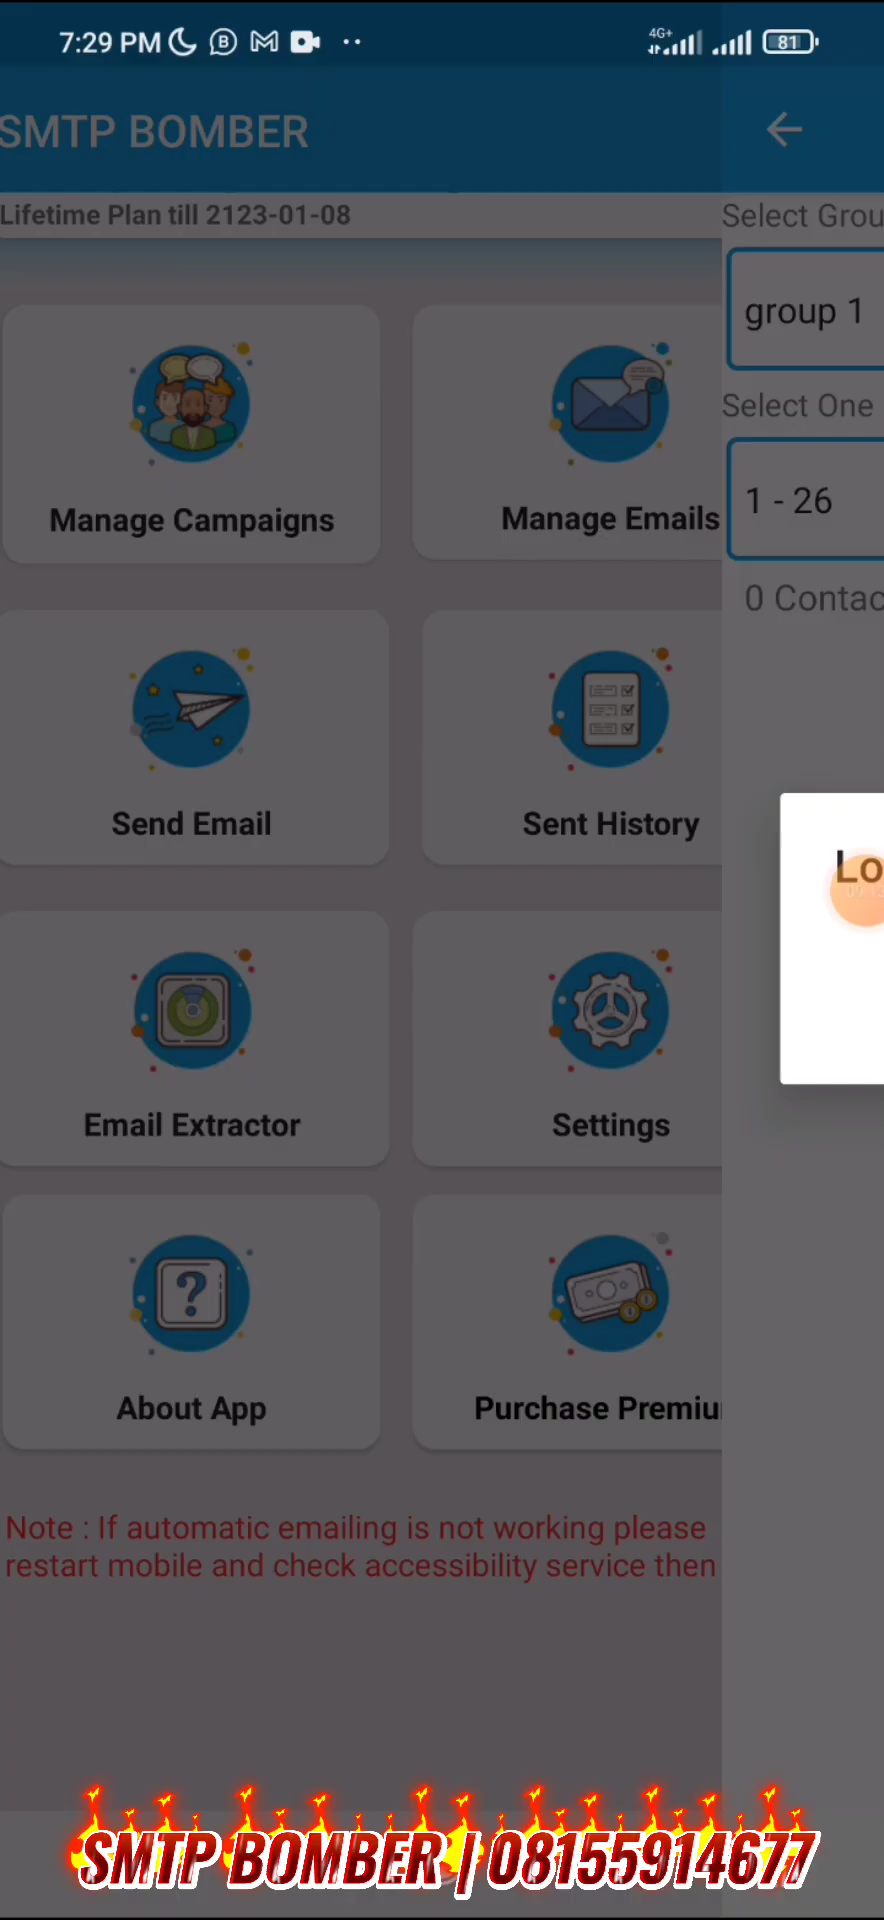 7:29 PM
4G+
81
SMTP BOMBER
Lifetime Plan till 2123-01-08
Manage Campaigns
Manage Emails
Send Email
Sent History
Email Extractor
Settings
About App
Purchase Premiu
Note : If automatic emailing is not working please
restart mobile and check accessibility service then
Select Grou
group 1
Select One
1 - 26
0 Contac
Lo
SMTP BOMBER | 08155914677